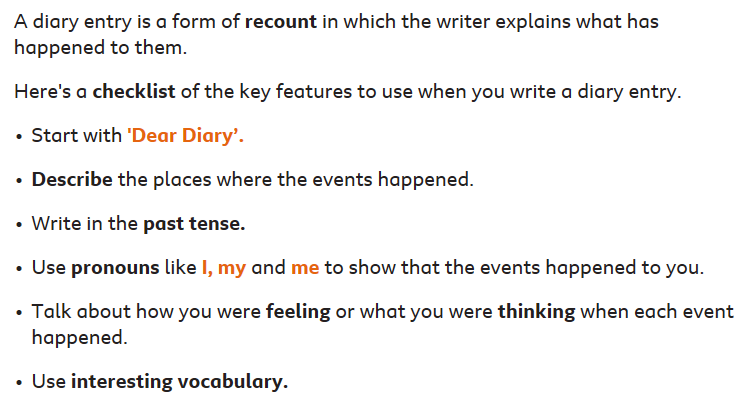 A diary entry is a form of recount in which the writer explains what has
happened to them.
Here's a checklist of the key features to use when you write a diary entry.
• Start with 'Dear Diary’.
• Describe the places where the events happened.
• Write in the past tense.
• Use pronouns like I, my and me to show that the events happened to you.
• Talk about how you were feeling or what you were thinking when each event
happened.
• Use interesting vocabulary.